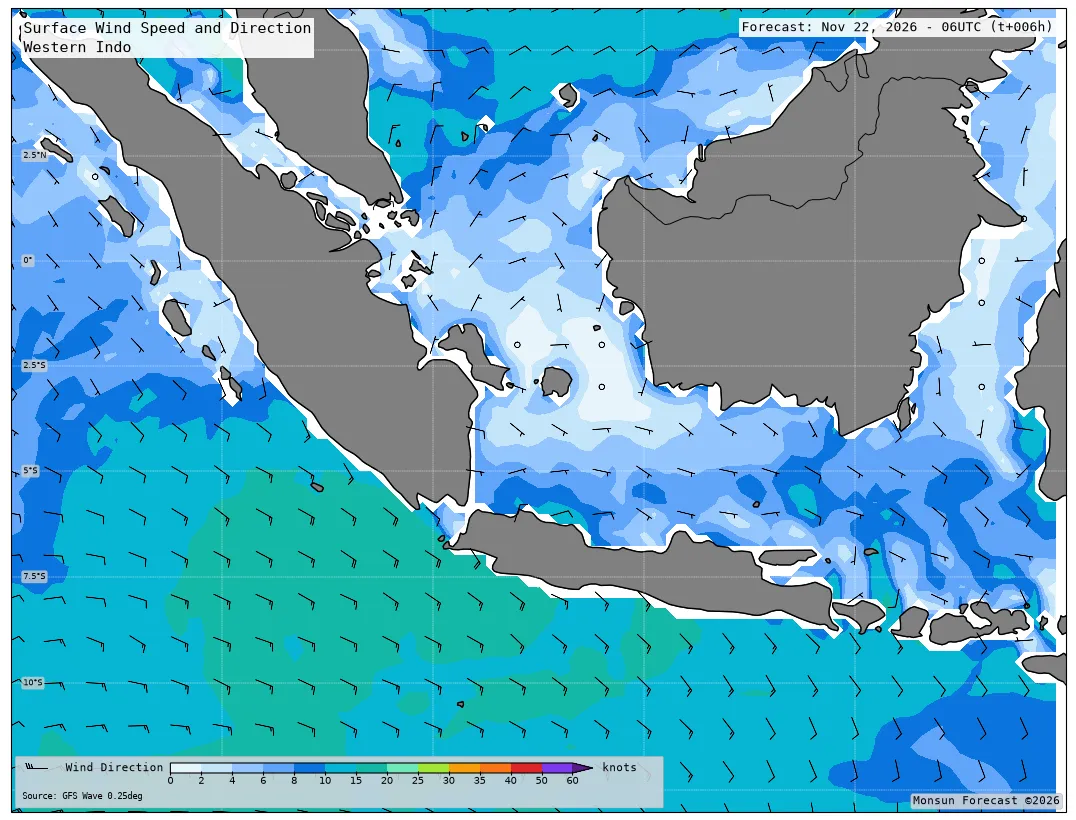 Surface Wind Speed and Direction
Western Indo
Forecast: Nov 22, 2026 - 06UTC (t+006h)
2.5°N
0°
2.5°S
5°S
7.5°S
10°S
Wind Direction
0 2 4 6 8 10 15 20 25 30 35 40 50 60
knots
Source: GFS Wave 0.25deg
Monsun Forecast ©2026